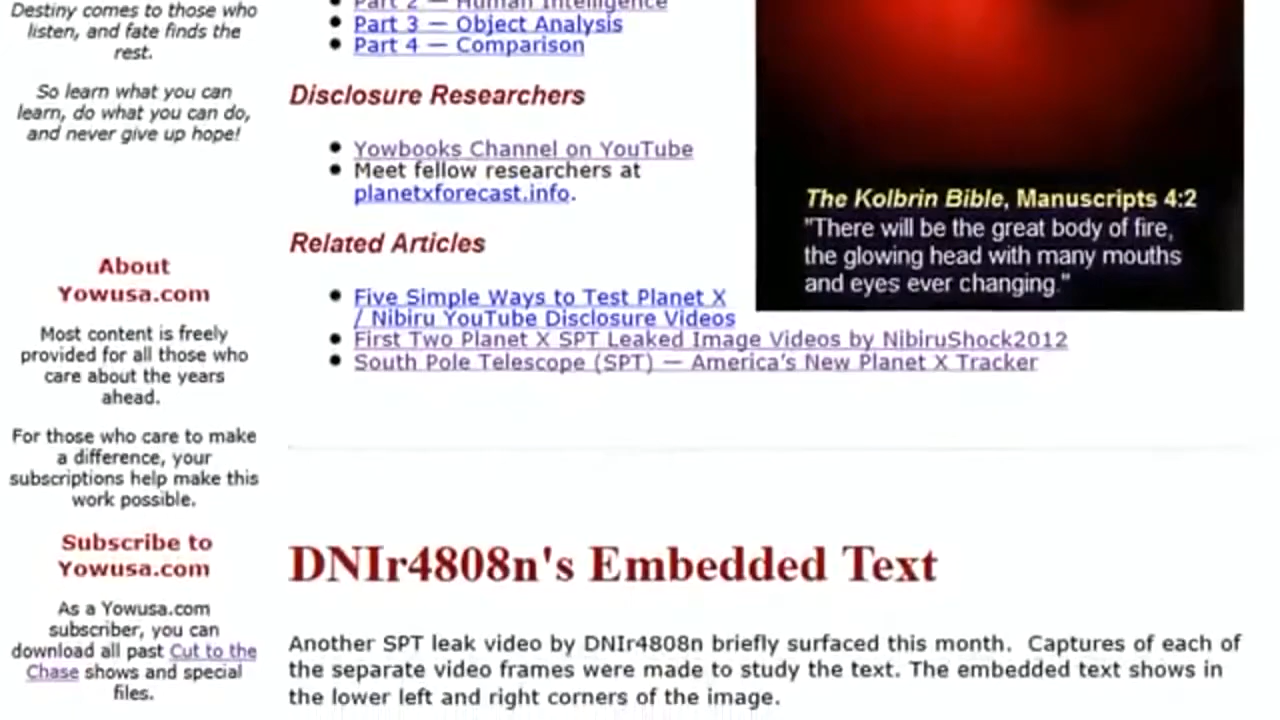 Destiny comes to those who
listen, and fate finds the
rest.
So learn what you can
learn, do what you can do,
and never give up hope!
About
Yowusa.com
Most content is freely
provided for all those who
care about the years
ahead.
For those who care to make
a difference, your
subscriptions help make this
work possible.
Subscribe to
Yowusa.com
As a Yowusa.com
subscriber, you can
download all past Cut to the
Chase shows and special
files.
Part 2 — Human Intelligence
Part 3 — Object Analysis
Part 4 — Comparison
Disclosure Researchers
Yowbooks Channel on YouTube
Meet fellow researchers at
planetxforecast.info.
Related Articles
Five Simple Ways to Test Planet X
/ Nibiru YouTube Disclosure Videos
First Two Planet X SPT Leaked Image Videos by NibiruShock2012
South Pole Telescope (SPT) — America's New Planet X Tracker
The Kolbrin Bible, Manuscripts 4:2
"There will be the great body of fire,
the glowing head with many mouths
and eyes ever changing."
DNIr4808n's Embedded Text
Another SPT leak video by DNIr4808n briefly surfaced this month. Captures of each of
the separate video frames were made to study the text. The embedded text shows in
the lower left and right corners of the image.